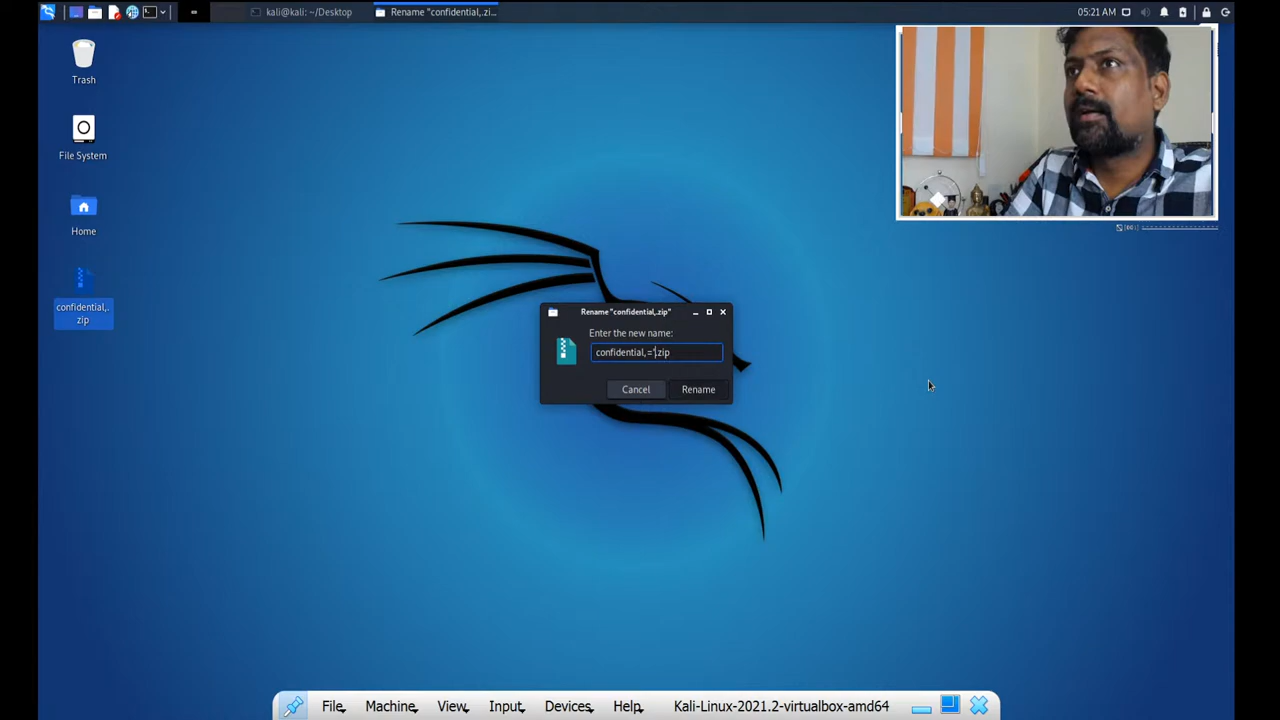 kali@kali: ~/Desktop
Rename "confidential,.zi...
05:21 AM
Trash
File System
Home
confidential,.
zip
Rename "confidential,.zip"
Enter the new name:
confidential,='.zip
Cancel
Rename
File
Machine
View
Input
Devices
Help
Kali-Linux-2021.2-virtualbox-amd64